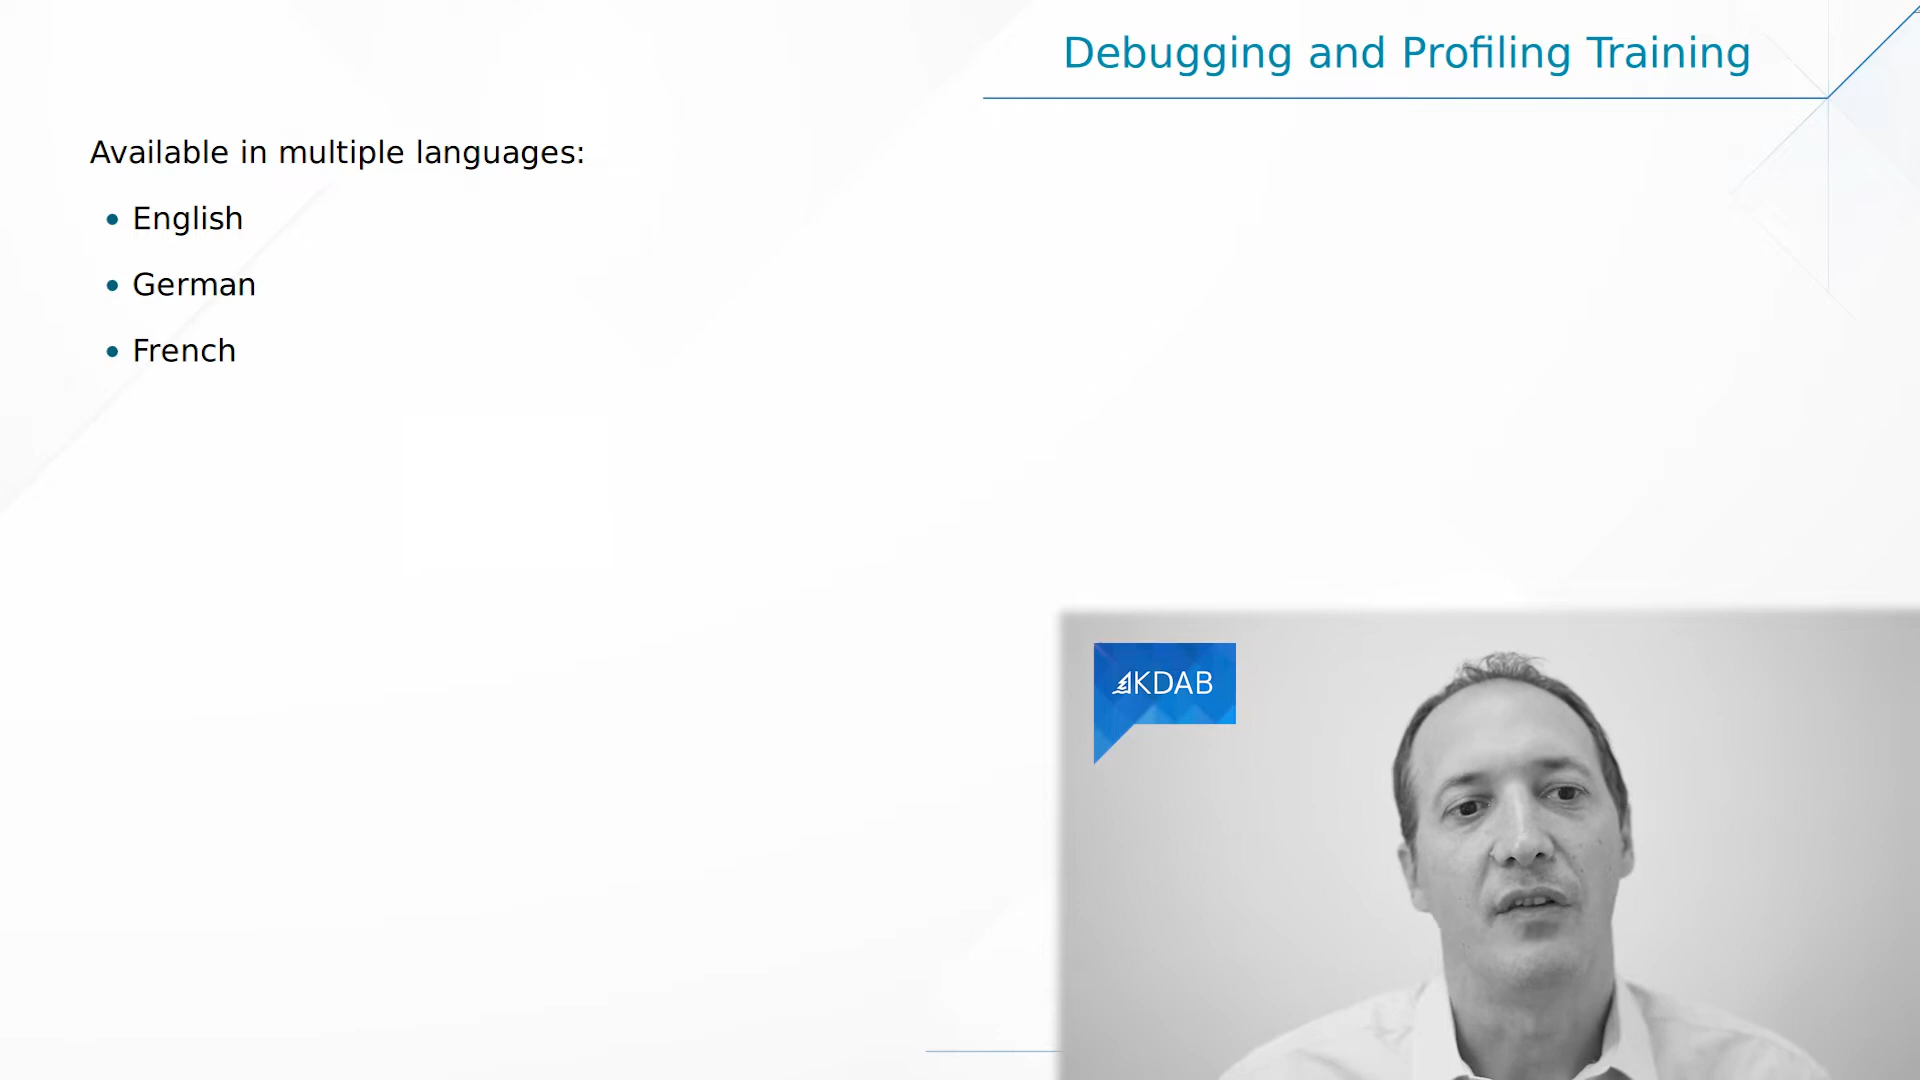 Debugging and Profiling Training
Available in multiple languages:
English
German
French
KDAB